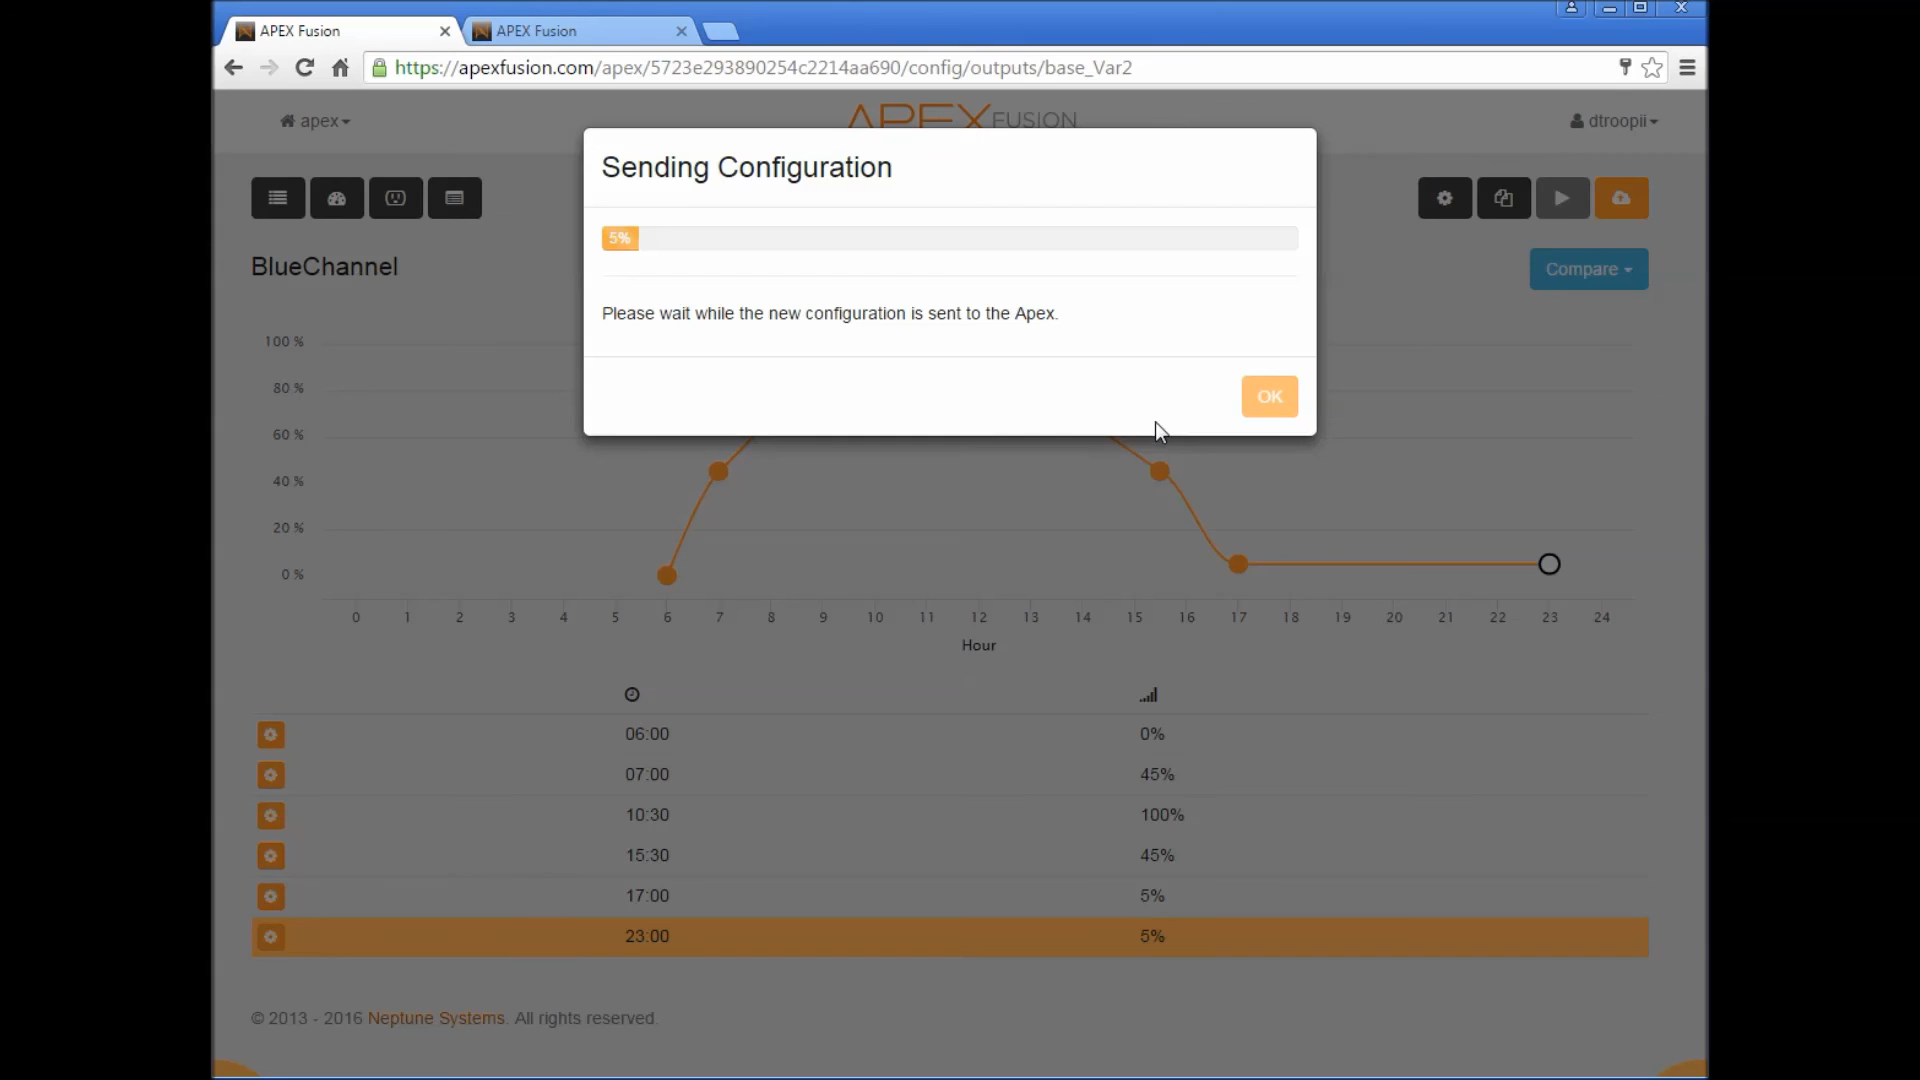 APEX Fusion
APEX Fusion
https://apexfusion.com/apex/5723e293890254c2214aa690/config/outputs/base_Var2
apex
APEX FUSION
dtroopii
Sending Configuration
5%
BlueChannel
Compare
Please wait while the new configuration is sent to the Apex.
OK
100 %
80 %
60 %
40 %
20 %
0 %
0 1 2 3 4 5 6 7 8 9 10 11 12 13 14 15 16 17 18 19 20 21 22 23 24
Hour
06:00 0%
07:00 45%
10:30 100%
15:30 45%
17:00 5%
23:00 5%
© 2013 - 2016 Neptune Systems. All rights reserved.